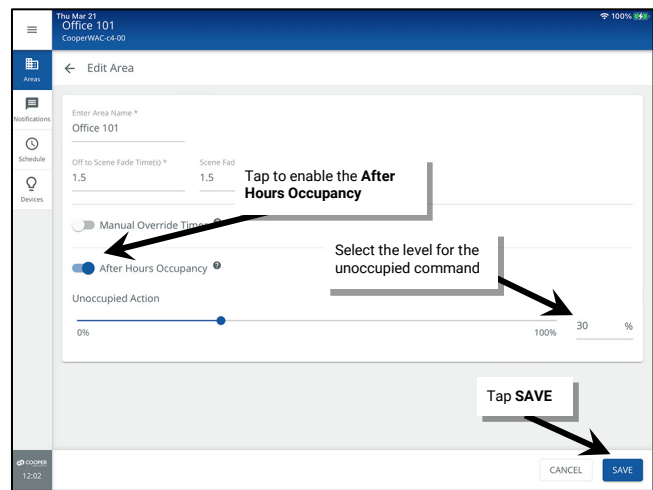 Thu Mar 21
100%
Office 101
CooperWAC-c4-00
Areas
Edit Area
Notifications
Schedule
Devices
Enter Area Name *
Office 101
Off to Scene Fade Time(s) *
Scene Fad
1.5
1.5
Tap to enable the After
Hours Occupancy
Manual Override Time
After Hours Occupancy
Select the level for the
unoccupied command
Unoccupied Action
0%
100%
30 %
Tap SAVE
COOPER
12:02
CANCEL
SAVE